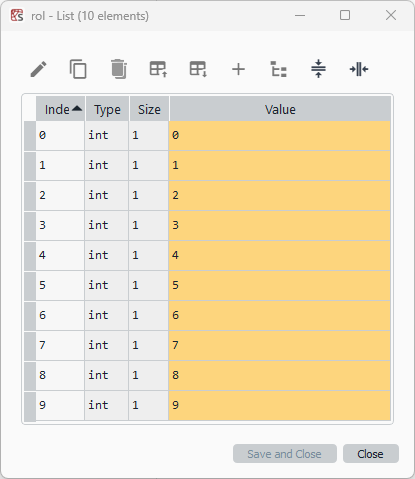 rol - List (10 elements)
Inde Type Size Value
0 int 1 0
1 int 1 1
2 int 1 2
3 int 1 3
4 int 1 4
5 int 1 5
6 int 1 6
7 int 1 7
8 int 1 8
9 int 1 9
Save and Close Close